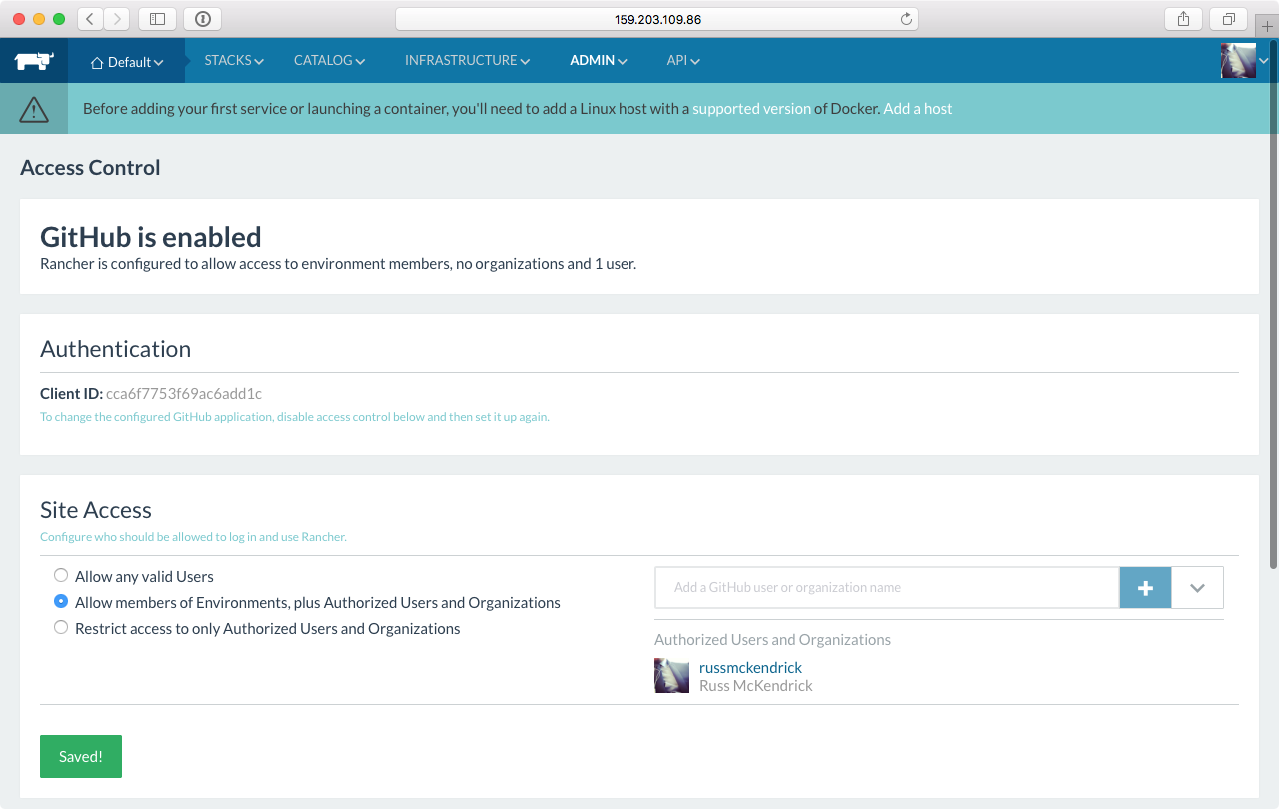 159.203.109.86
Default STACKS CATALOG INFRASTRUCTURE ADMIN API
Before adding your first service or launching a container, you'll need to add a Linux host with a supported version of Docker. Add a host
Access Control
GitHub is enabled
Rancher is configured to allow access to environment members, no organizations and 1 user.
Authentication
Client ID: cca6f7753f69ac6add1c
To change the configured GitHub application, disable access control below and then set it up again.
Site Access
Configure who should be allowed to log in and use Rancher.
Allow any valid Users
Allow members of Environments, plus Authorized Users and Organizations
Restrict access to only Authorized Users and Organizations
Add a GitHub user or organization name
Authorized Users and Organizations
russmckendrick
Russ McKendrick
Saved!